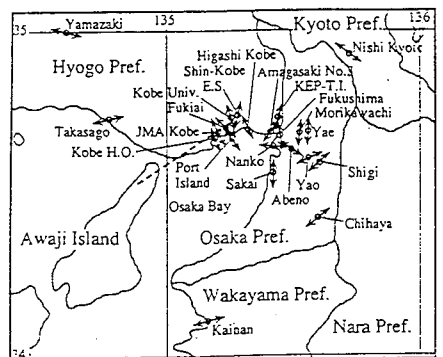 135
136
35
Yamazaki
Kyoto Pref.
Nishi Kyoto
Hyogo Pref.
Higashi Kobe
Shin-Kobe
Amagasaki No.3
Kobe Univ.
E.S.
KEP-T.I.
Fukiai
Fukushima
Morikawachi
Takasago
JMA Kobe
Yae
Kobe H.O.
Nanko
Port
Island
Sakai
Yao
Shigi
Abeno
Osaka Bay
Chihaya
Awaji Island
Osaka Pref.
Wakayama Pref.
Kainan
Nara Pref.
34